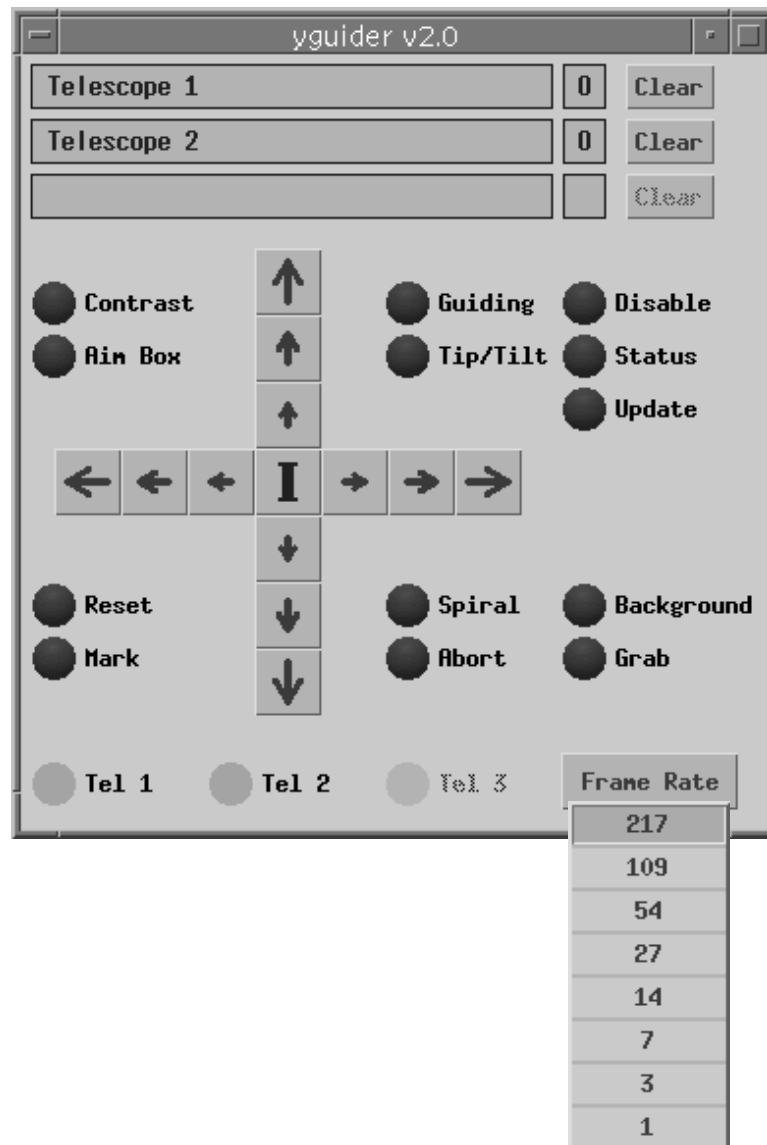 yguider v2.0
Telescope 1 0 Clear
Telescope 2 0 Clear
Clear
Contrast Guiding Disable
Aim Box Tip/Tilt Status
Update
I
Reset Spiral Background
Mark Abort Grab
Tel 1 Tel 2 Tel 3 Frame Rate
217
109
54
27
14
7
3
1